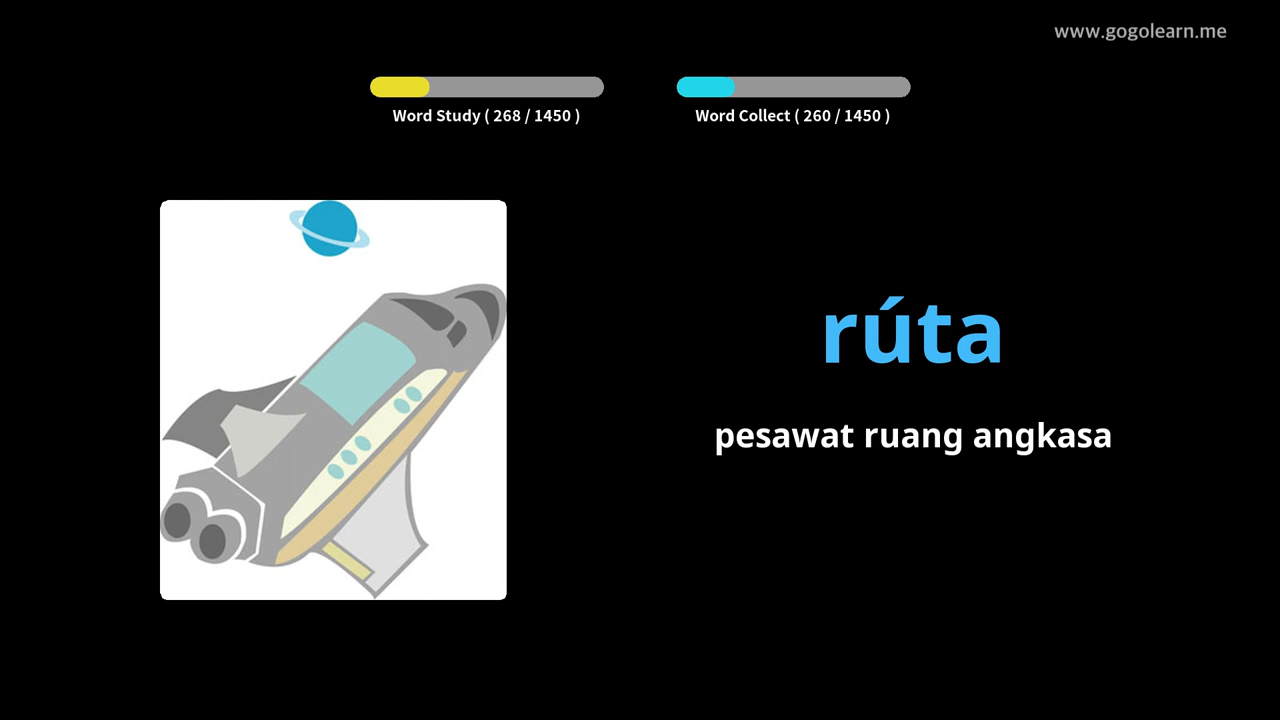 www.gogolearn.me
Word Study ( 268 / 1450 )
Word Collect ( 260 / 1450 )
rúta
pesawat ruang angkasa